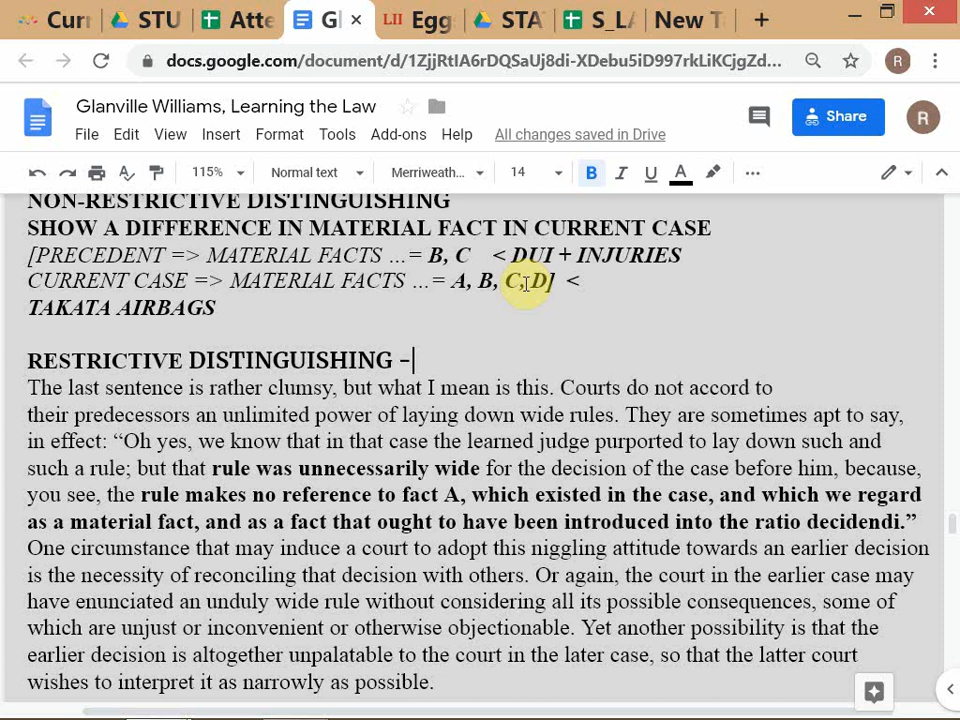 Curr
STU
Atte
Gl
LII Egg
STA
S_LA
New T
docs.google.com/document/d/1ZjjRtIA6rDQSaUj8di-XDebu5iD997rkLiKCjgZd...
R
Glanville Williams, Learning the Law
Share
R
File Edit View Insert Format Tools Add-ons Help All changes saved in Drive
115% Normal text Merriweath... 14 B I U A
NON-RESTRICTIVE DISTINGUISHING
SHOW A DIFFERENCE IN MATERIAL FACT IN CURRENT CASE
[PRECEDENT => MATERIAL FACTS ...= B, C < DUI + INJURIES
CURRENT CASE => MATERIAL FACTS ...= A, B, C, D] <
TAKATA AIRBAGS
RESTRICTIVE DISTINGUISHING –
The last sentence is rather clumsy, but what I mean is this. Courts do not accord to
their predecessors an unlimited power of laying down wide rules. They are sometimes apt to say,
in effect: “Oh yes, we know that in that case the learned judge purported to lay down such and
such a rule; but that rule was unnecessarily wide for the decision of the case before him, because,
you see, the rule makes no reference to fact A, which existed in the case, and which we regard
as a material fact, and as a fact that ought to have been introduced into the ratio decidendi.”
One circumstance that may induce a court to adopt this niggling attitude towards an earlier decision
is the necessity of reconciling that decision with others. Or again, the court in the earlier case may
have enunciated an unduly wide rule without considering all its possible consequences, some of
which are unjust or inconvenient or otherwise objectionable. Yet another possibility is that the
earlier decision is altogether unpalatable to the court in the later case, so that the latter court
wishes to interpret it as narrowly as possible.